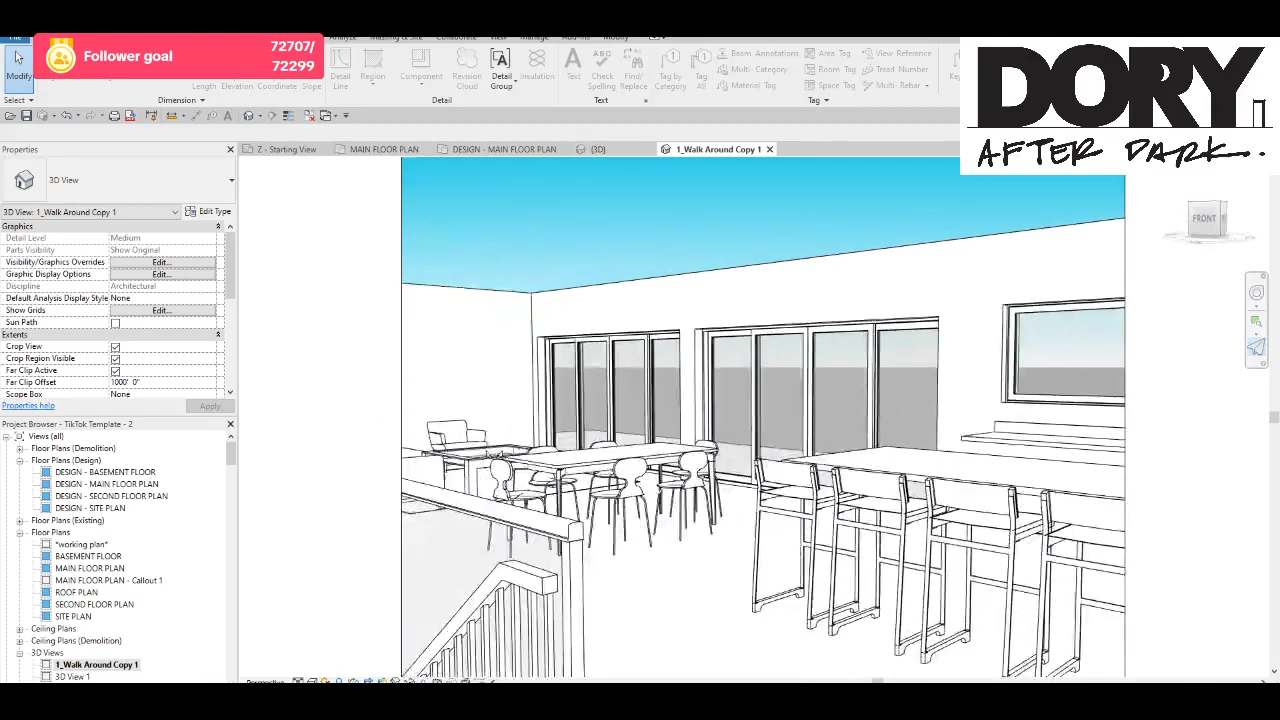 Follower goal
72707/
72299
DORY
AFTER DARK.
Modify
Select
Length Elevation Coordinate Slope
Dimension
Detail Line
Region
Component
Revision Cloud
Detail Group
Insulation
Detail
Text
Check Spelling
Find/ Replace
Text
Tag by Category
Tag All
Beam Annotations
Multi- Category
Material Tag
Area Tag
Room Tag
Space Tag
View Reference
Tread Number
Multi- Rebar
Tag
Properties
Z - Starting View
MAIN FLOOR PLAN
DESIGN - MAIN FLOOR PLAN
{3D}
1_Walk Around Copy 1
3D View
3D View: 1_Walk Around Copy 1
Edit Type
Graphics
Detail Level Medium
Parts Visibility Show Original
Visibility/Graphics Overrides Edit...
Graphic Display Options Edit...
Discipline Architectural
Default Analysis Display Style None
Show Grids Edit...
Sun Path
Extents
Crop View
Crop Region Visible
Far Clip Active
Far Clip Offset 1000' 0"
Scope Box None
Properties help
Apply
Project Browser - TikTok Template - 2
Views (all)
Floor Plans (Demolition)
Floor Plans (Design)
DESIGN - BASEMENT FLOOR
DESIGN - MAIN FLOOR PLAN
DESIGN - SECOND FLOOR PLAN
DESIGN - SITE PLAN
Floor Plans (Existing)
Floor Plans
*working plan*
BASEMENT FLOOR
MAIN FLOOR PLAN
MAIN FLOOR PLAN - Callout 1
ROOF PLAN
SECOND FLOOR PLAN
SITE PLAN
Ceiling Plans
Ceiling Plans (Demolition)
3D Views
1_Walk Around Copy 1
3D View 1
FRONT
Perspective